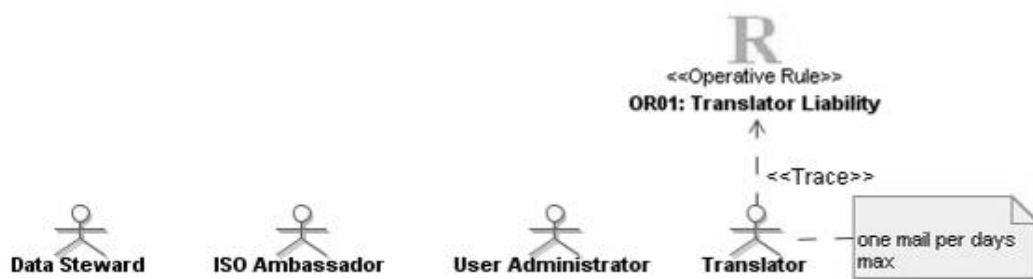 R
<<Operative Rule>>
OR01: Translator Liability
<<Trace>>
one mail per days
max
Data Steward
ISO Ambassador
User Administrator
Translator